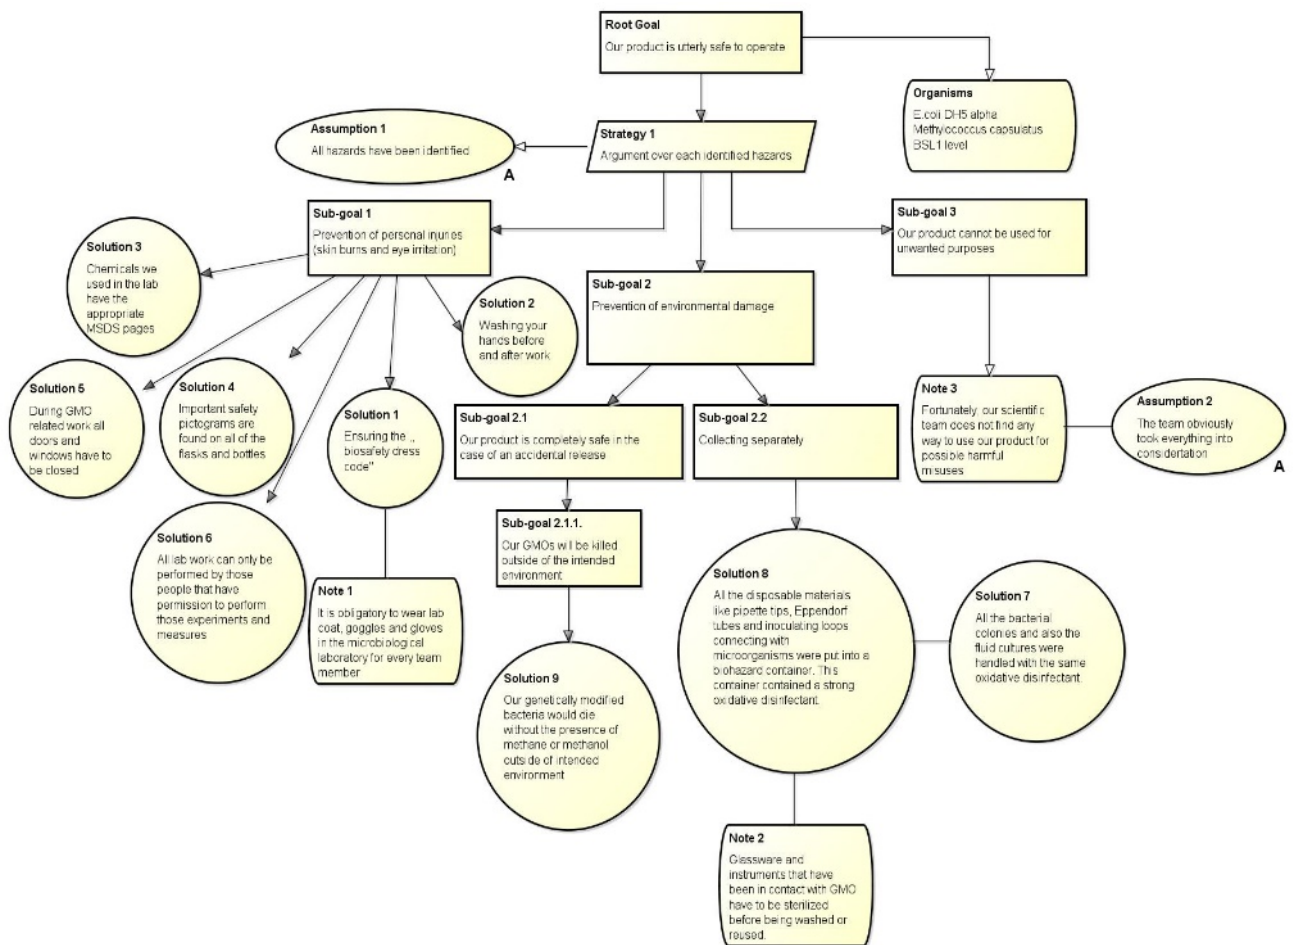 Root Goal
Our product is utterly safe to operate
Organisms
E.coli DH5 alpha
Methylococcus capsulatus
BSL1 level
Assumption 1
All hazards have been identified
A
Strategy 1
Argument over each identified hazards
Sub-goal 1
Prevention of personal injuries
(skin burns and eye irritation)
Sub-goal 3
Our product cannot be used for
unwanted purposes
Solution 3
Chemicals we
used in the lab
have the
appropriate
MSDS pages
Sub-goal 2
Prevention of environmental damage
Solution 2
Washing your
hands before
and after work
Solution 5
During GMO
related work all
doors and
windows have to
be closed
Solution 4
Important safety
pictograms are
found on all of the
flasks and bottles
Solution 1
Ensuring the ,,
biosafety dress
code"
Sub-goal 2.1
Our product is completely safe in the
case of an accidental release
Sub-goal 2.2
Collecting separately
Note 3
Fortunately, our scientific
team does not find any
way to use our product for
possible harmful
misuses
Assumption 2
The team obviously
took everything into
considertation
A
Solution 6
All lab work can only be
performed by those
people that have
permission to perform
those experiments and
measures
Note 1
It is obligatory to wear lab
coat, goggles and gloves
in the microbiological
laboratory for every team
member
Sub-goal 2.1.1.
Our GMOs will be killed
outside of the intended
environment
Solution 8
All the disposable materials
like pipette tips, Eppendorf
tubes and inoculating loops
connecting with
microorganisms were put into a
biohazard container. This
container contained a strong
oxidative disinfectant.
Solution 7
All the bacterial
colonies and also the
fluid cultures were
handled with the same
oxidative disinfectant.
Solution 9
Our genetically modified
bacteria would die
without the presence of
methane or methanol
outside of intended
environment
Note 2
Glassware and
instruments that have
been in contact with GMO
have to be sterilized
before being washed or
reused.